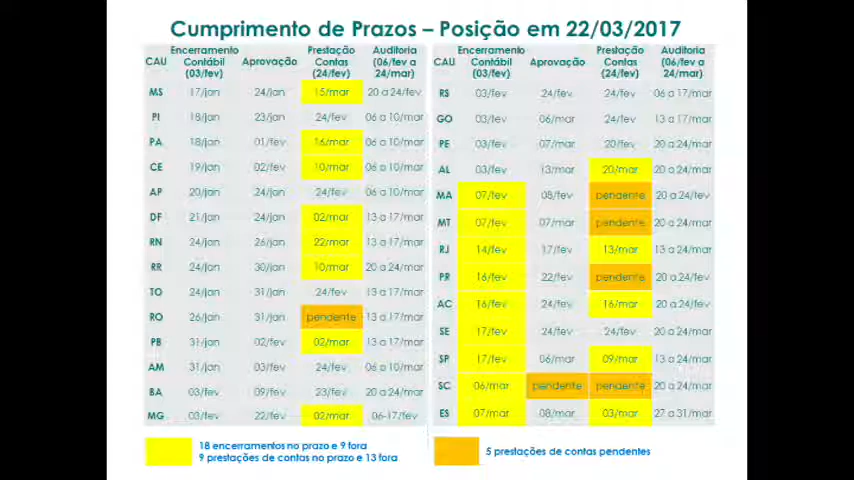 Cumprimento de Prazos – Posição em 22/03/2017
CAU Encerramento Contábil (03/fev) Aprovação Prestação Contas (24/fev) Auditoria (06/fev a 24/mar)
MS 17/jan 24/jan 15/mar 20 a 24/fev
PI 18/jan 23/jan 24/fev 06 a 10/mar
PA 18/jan 01/fev 16/mar 06 a 10/mar
CE 19/jan 02/fev 10/mar 06 a 10/mar
AP 20/jan 24/jan 24/fev 06 a 10/mar
DF 21/jan 24/jan 02/mar 13 a 17/mar
RN 24/jan 26/jan 22/mar 13 a 17/mar
RR 24/jan 30/jan 10/mar 20 a 24/mar
TO 24/jan 31/jan 24/fev 13 a 17/mar
RO 26/jan 31/jan pendente 13 a 17/mar
PB 31/jan 02/fev 02/mar 13 a 17/mar
AM 31/jan 03/fev 24/fev 06 a 10/mar
BA 03/fev 09/fev 23/fev 20 a 24/mar
MG 03/fev 22/fev 02/mar 06-17/fev
CAU Encerramento Contábil (03/fev) Aprovação Prestação Contas (24/fev) Auditoria (06/fev a 24/mar)
RS 03/fev 24/fev 24/fev 06 a 17/mar
GO 03/fev 06/mar 24/fev 13 a 17/mar
PE 03/fev 07/mar 20/fev 20 a 24/mar
AL 03/fev 13/mar 20/mar 20 a 24/mar
MA 07/fev 08/fev pendente 20 a 24/fev
MT 07/fev 07/mar pendente 20 a 24/mar
RJ 14/fev 17/fev 13/mar 13 a 24/mar
PR 16/fev 22/fev pendente 20 a 24/fev
AC 16/fev 24/fev 16/mar 20 a 24/fev
SE 17/fev 24/fev 24/fev 20 a 24/mar
SP 17/fev 06/mar 09/mar 13 a 24/mar
SC 06/mar pendente pendente 20 a 24/mar
ES 07/mar 08/mar 03/mar 27 a 31/mar
18 encerramentos no prazo e 9 fora
9 prestações de contas no prazo e 13 fora
5 prestações de contas pendentes